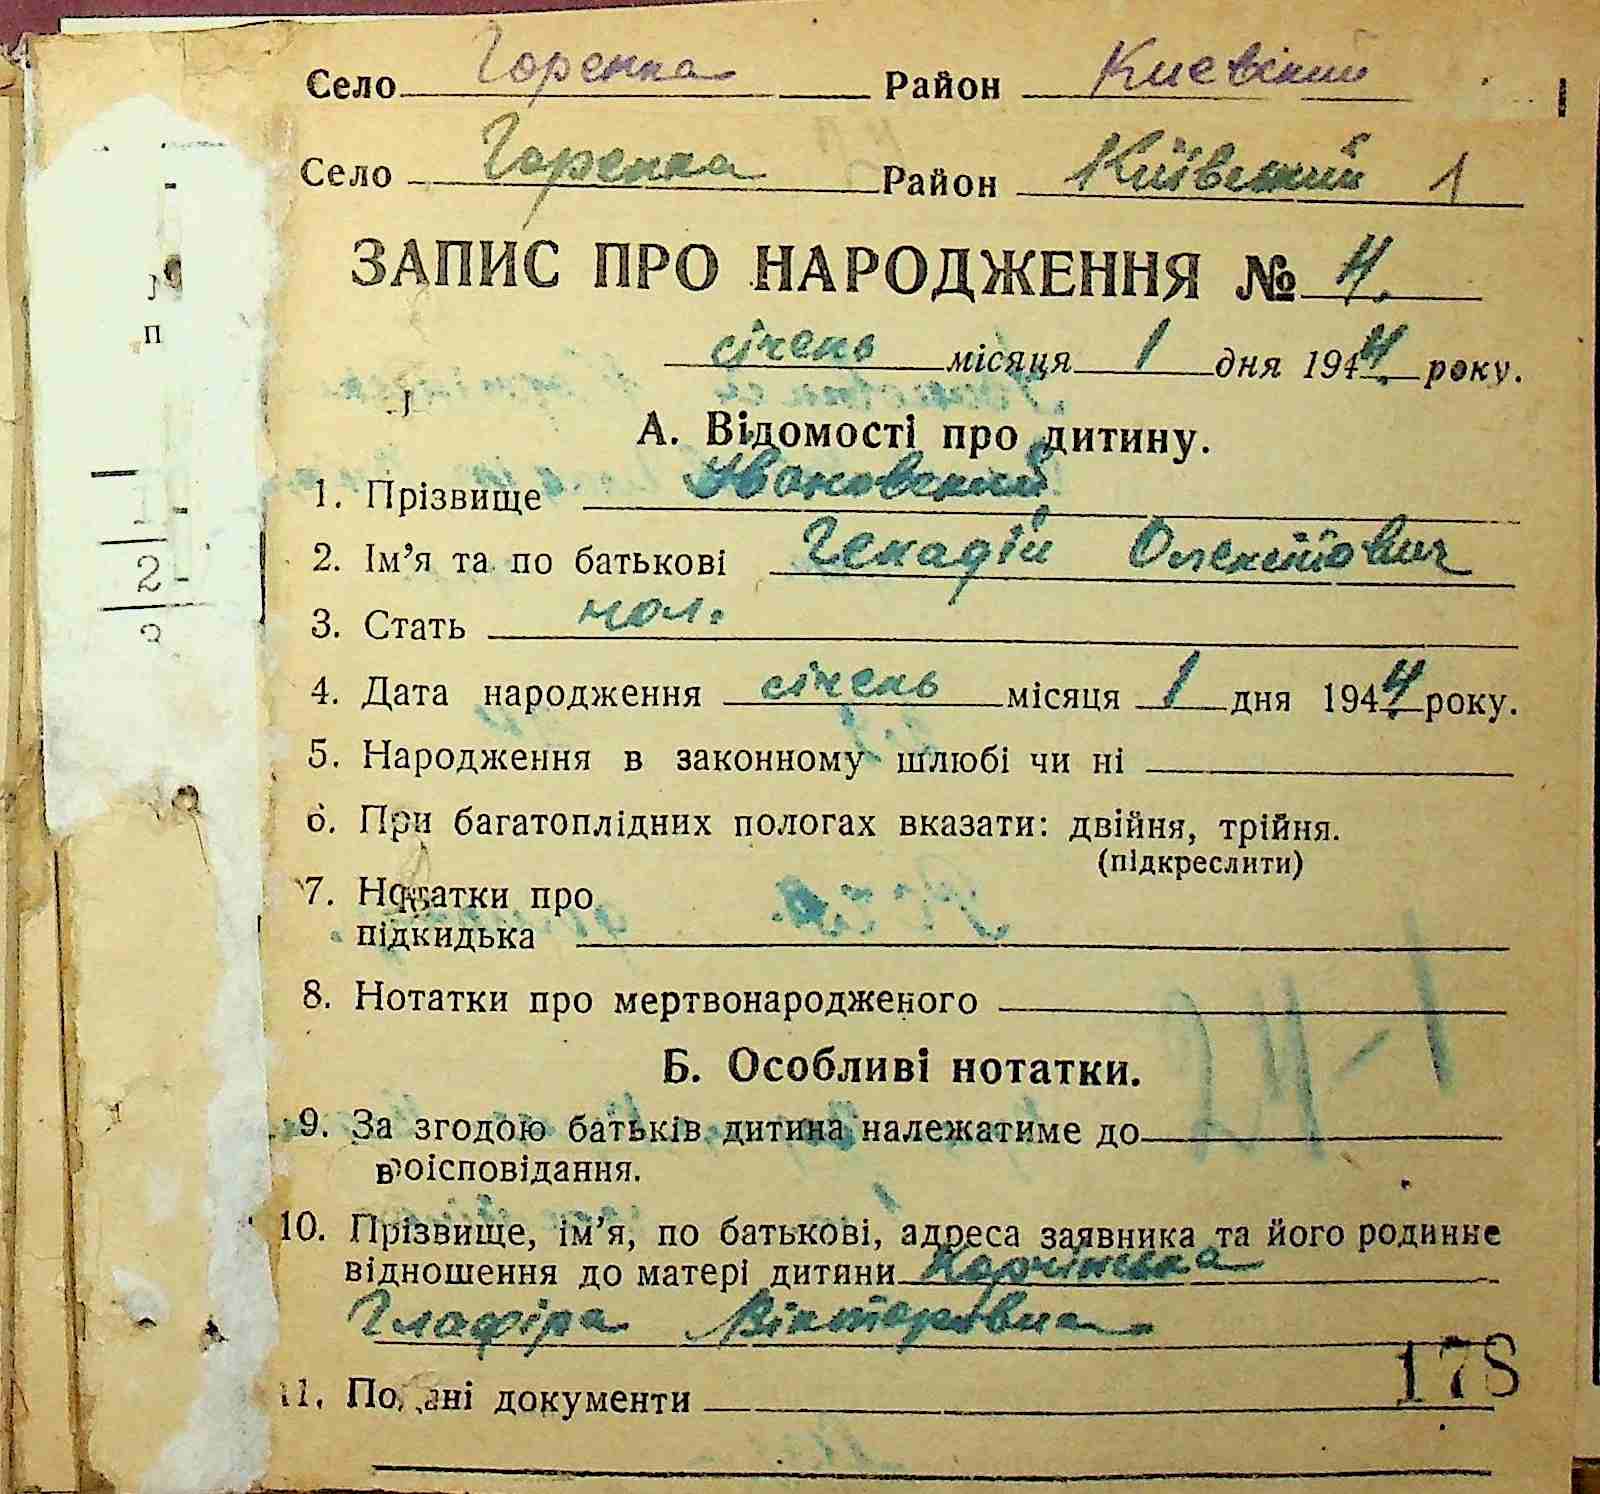 Село Горенка Район Киевский
Село Горенка Район Київський 1
ЗАПИС ПРО НАРОДЖЕННЯ № 4.
січень місяця 1 дня 1944 року.
А. Відомості про дитину.
1. Прізвище Ивановский
2. Ім’я та по батькові Генадій Олексійович
3. Стать чол.
4. Дата народження січень місяця 1 дня 1944 року.
5. Народження в законному шлюбі чи ні
6. При багатоплідних пологах вказати: двійня, трійня.
(підкреслити)
7. Нотатки про
підкидька
8. Нотатки про мертвонародженого
Б. Особливі нотатки.
9. За згодою батьків дитина належатиме до
віроісповідання.
10. Прізвище, ім’я, по батькові, адреса заявника та його родинне
відношення до матері дитини Корчінська
Глафіра Вікторовна
178
11. Подані документи